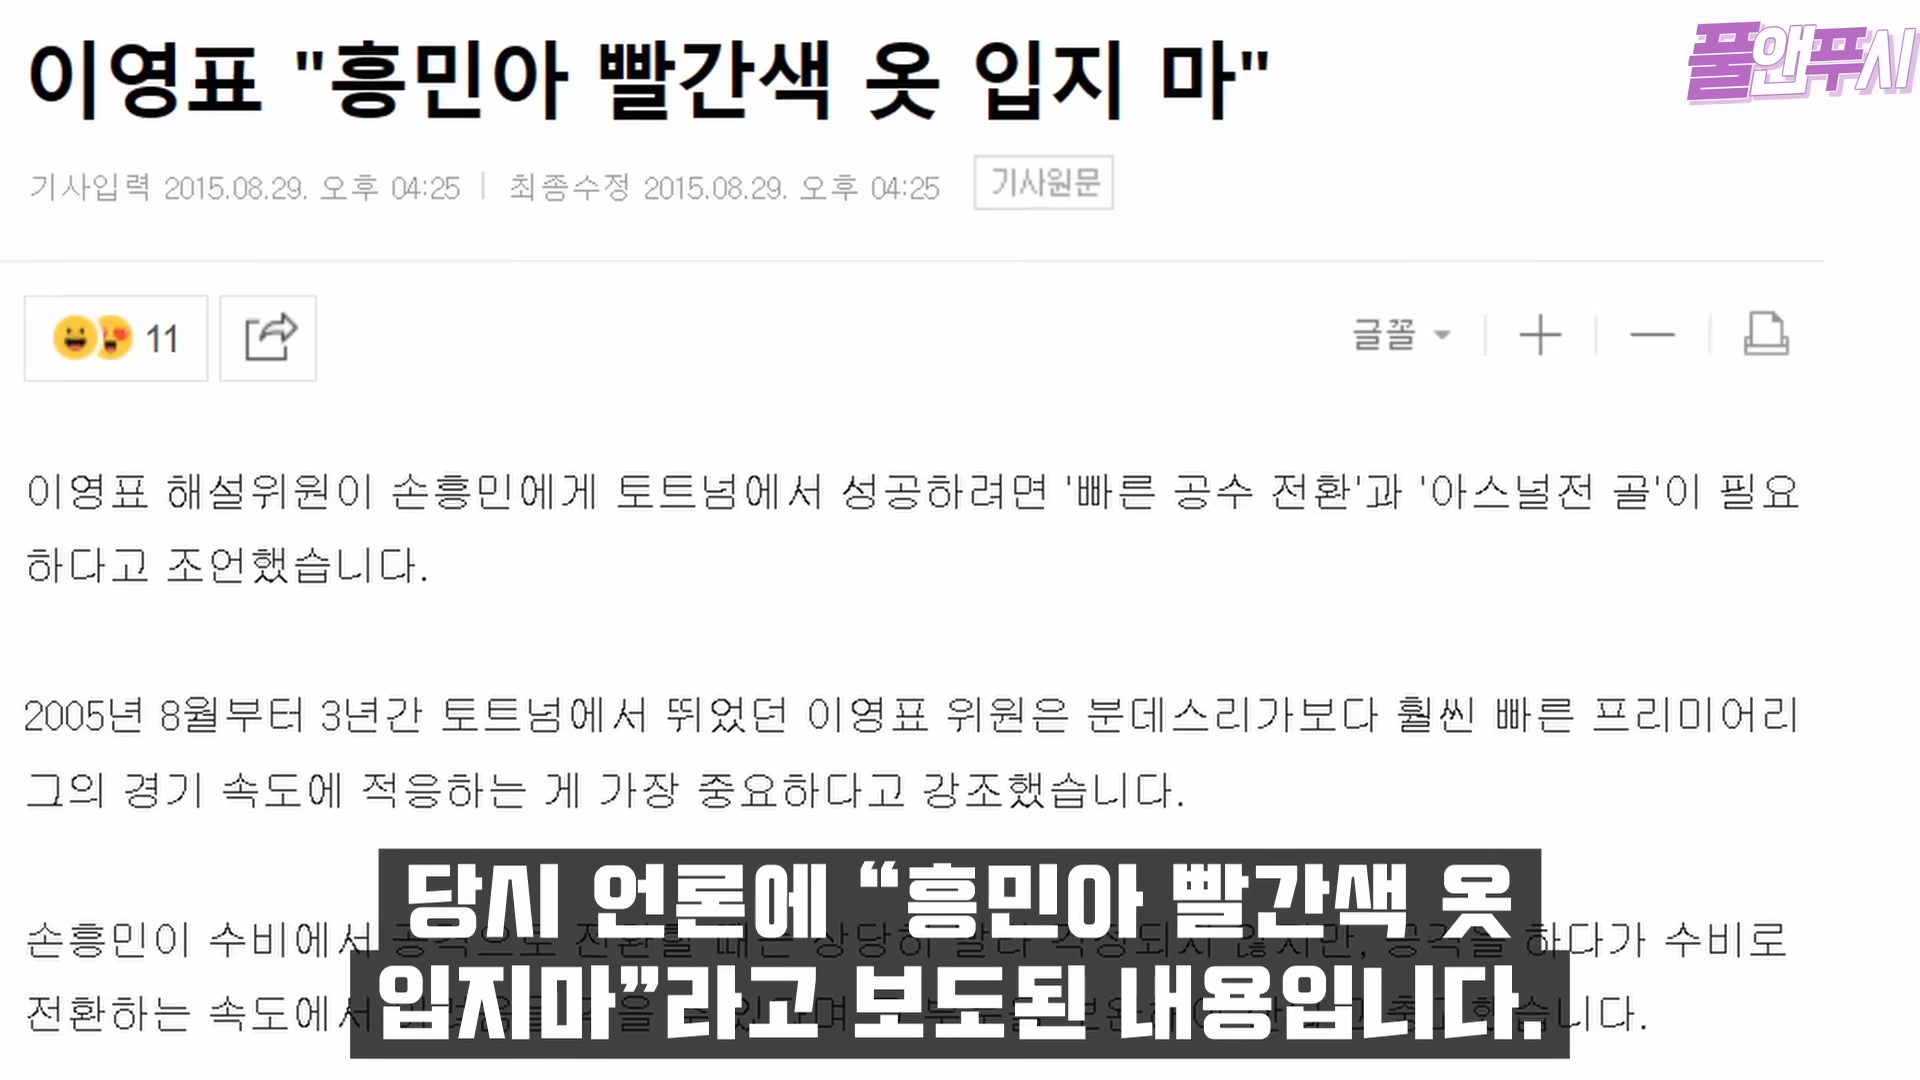 이영표 "흥민아 빨간색 옷 입지 마"
풀앤푸시
기사입력 2015.08.29. 오후 04:25 | 최종수정 2015.08.29. 오후 04:25 기사원문
11
글꼴
이영표 해설위원이 손흥민에게 토트넘에서 성공하려면 '빠른 공수 전환'과 '아스널전 골'이 필요
하다고 조언했습니다.
2005년 8월부터 3년간 토트넘에서 뛰었던 이영표 위원은 분데스리가보다 훨씬 빠른 프리미어리
그의 경기 속도에 적응하는 게 가장 중요하다고 강조했습니다.
손흥민이 수비에서 하다가 수비로
전환하는 속도에서
당시 언론에 “흥민아 빨간색 옷
입지마”라고 보도된 내용입니다.